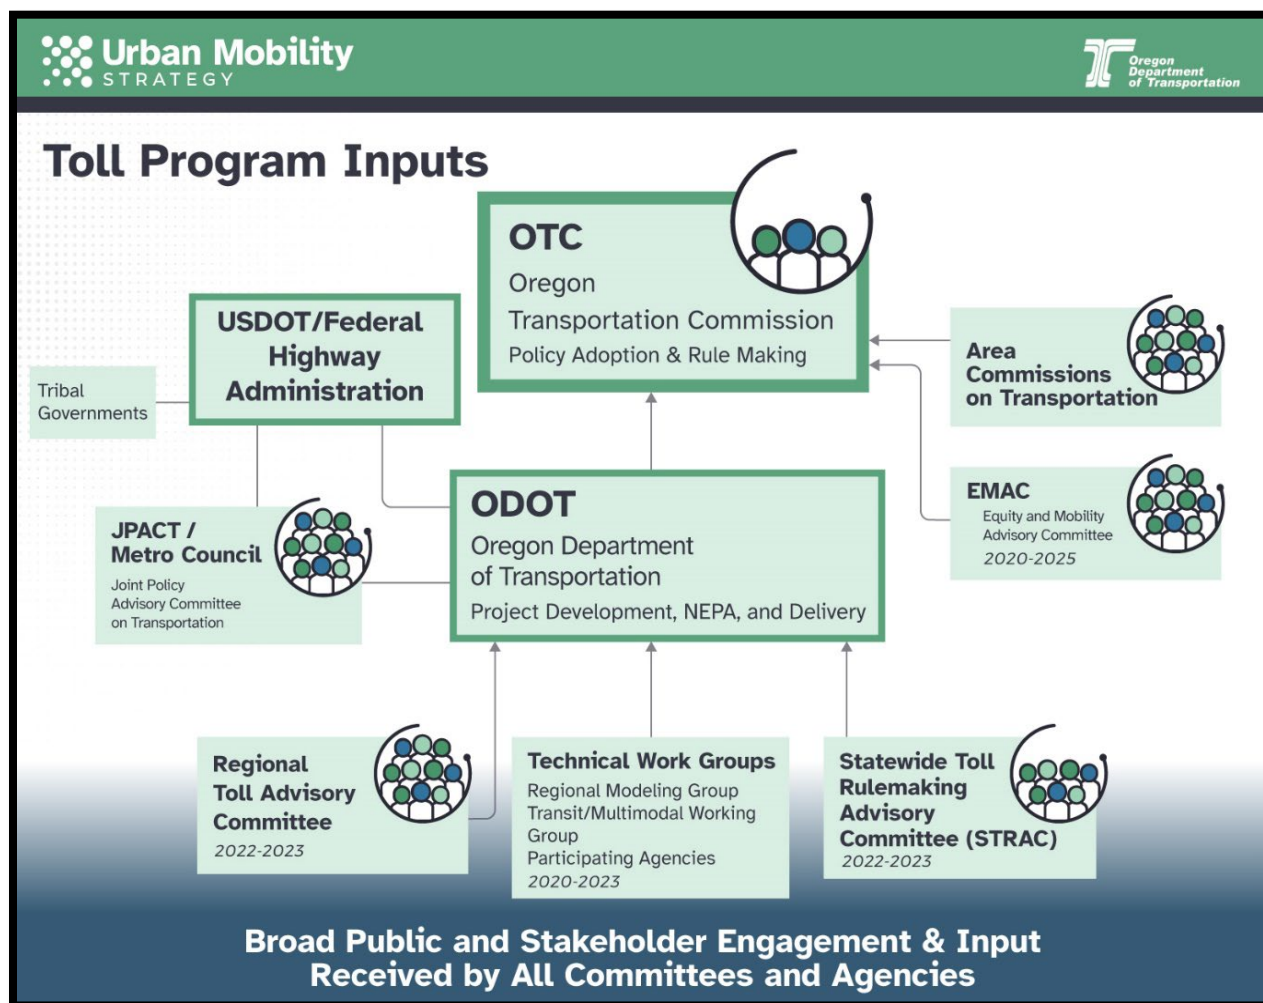 Urban Mobility
STRATEGY
Oregon
Department
of Transportation
Toll Program Inputs
OTC
Oregon
Transportation Commission
Policy Adoption & Rule Making
USDOT/Federal
Highway
Administration
Tribal
Governments
Area
Commissions
on Transportation
JPACT /
Metro Council
Joint Policy
Advisory Committee
on Transportation
ODOT
Oregon Department
of Transportation
Project Development, NEPA, and Delivery
EMAC
Equity and Mobility
Advisory Committee
2020-2025
Regional
Toll Advisory
Committee
2022-2023
Technical Work Groups
Regional Modeling Group
Transit/Multimodal Working
Group
Participating Agencies
2020-2023
Statewide Toll
Rulemaking
Advisory
Committee (STRAC)
2022-2023
Broad Public and Stakeholder Engagement & Input
Received by All Committees and Agencies